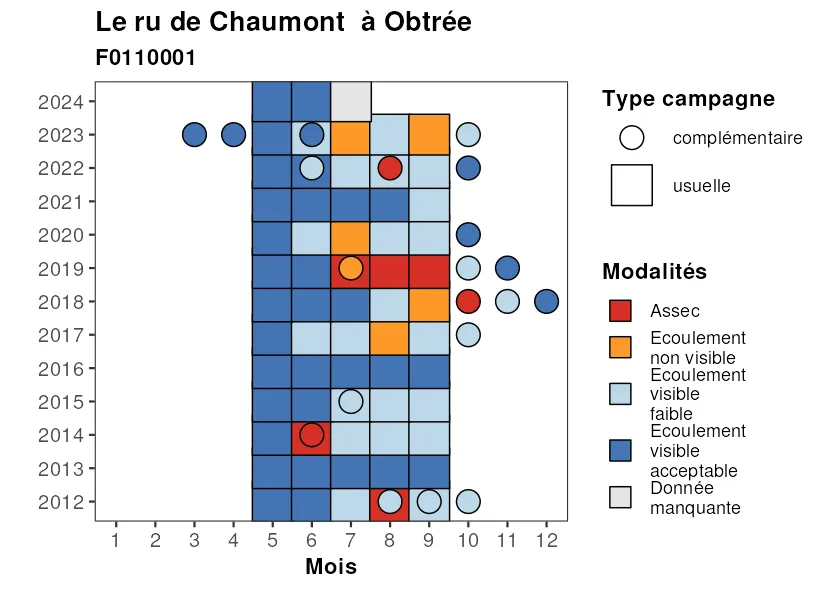 Le ru de Chaumont  à Obtrée
F0110001
2024
2023
2022
2021
2020
2019
2018
2017
2016
2015
2014
2013
2012
1 2 3 4 5 6 7 8 9 10 11 12
Mois
Type campagne
complémentaire
usuelle
Modalités
Assec
Ecoulement
non visible
Ecoulement
visible
faible
Ecoulement
visible
acceptable
Donnée
manquante